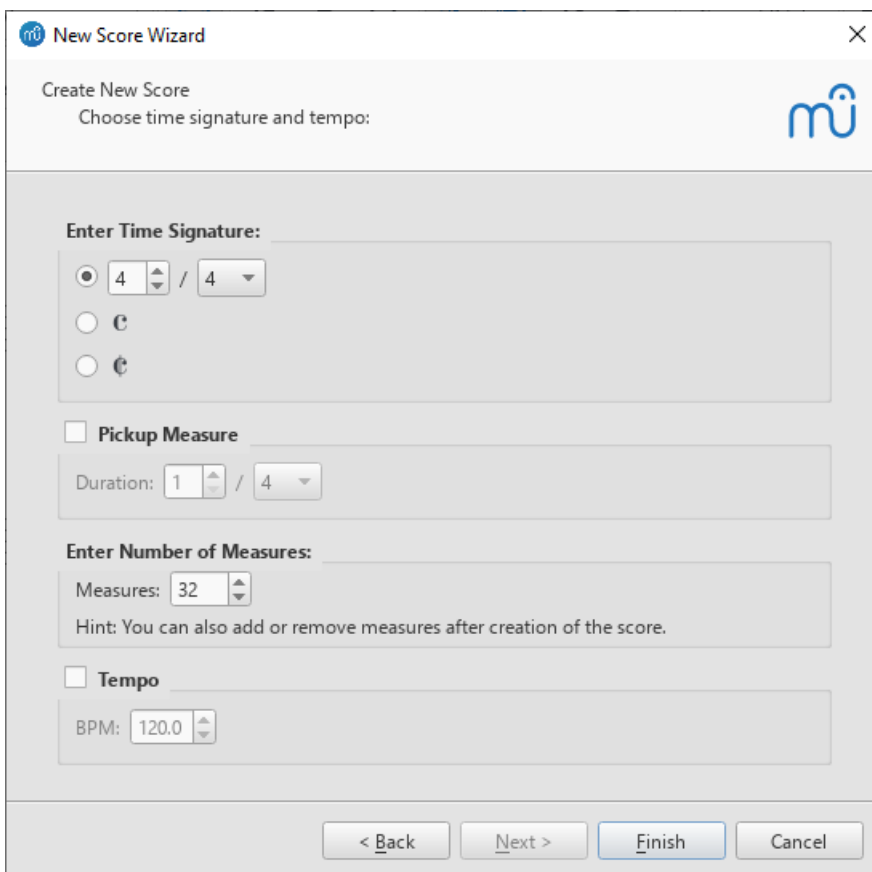 New Score Wizard
Create New Score
Choose time signature and tempo:
Enter Time Signature:
4 / 4
𝄴
𝄵
Pickup Measure
Duration: 1 / 4
Enter Number of Measures:
Measures: 32
Hint: You can also add or remove measures after creation of the score.
Tempo
BPM: 120.0
< Back Next > Finish Cancel